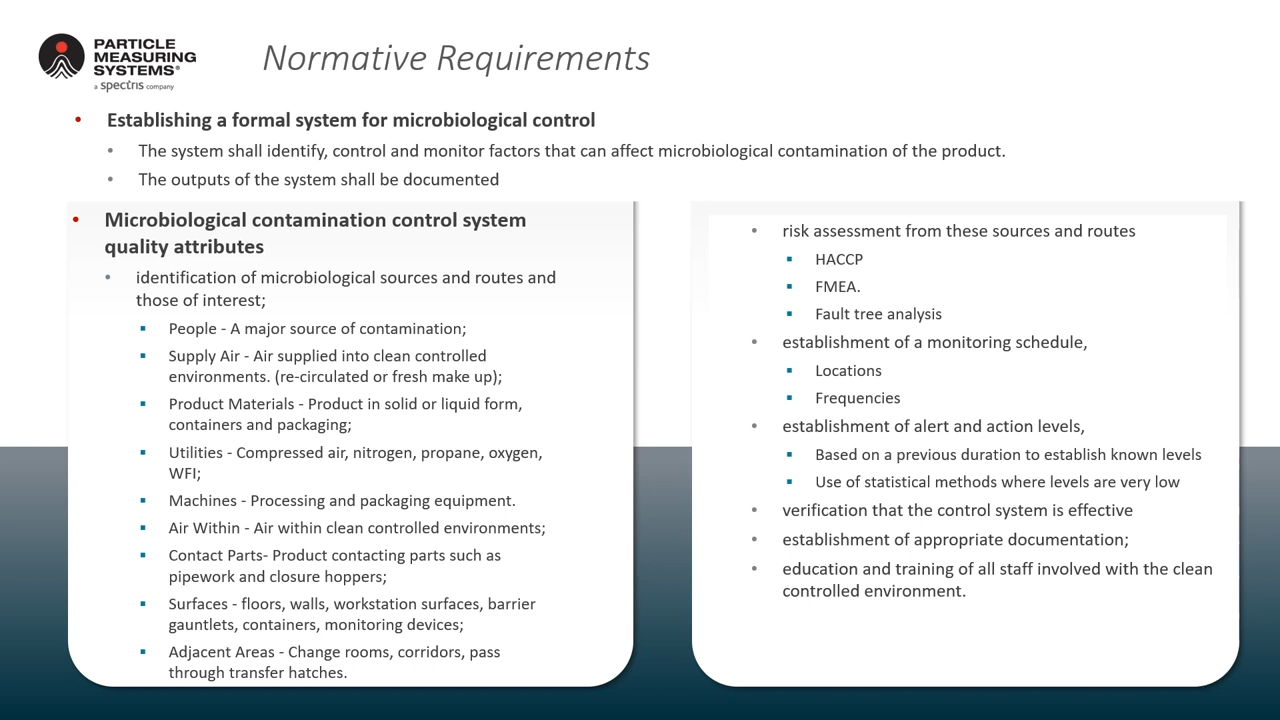 PARTICLE
MEASURING
SYSTEMS®
a spectris company
Normative Requirements
• Establishing a formal system for microbiological control
• The system shall identify, control and monitor factors that can affect microbiological contamination of the product.
• The outputs of the system shall be documented
• Microbiological contamination control system
quality attributes
• identification of microbiological sources and routes and
those of interest;
▪ People - A major source of contamination;
▪ Supply Air - Air supplied into clean controlled
environments. (re-circulated or fresh make up);
▪ Product Materials - Product in solid or liquid form,
containers and packaging;
▪ Utilities - Compressed air, nitrogen, propane, oxygen,
WFI;
▪ Machines - Processing and packaging equipment.
▪ Air Within - Air within clean controlled environments;
▪ Contact Parts- Product contacting parts such as
pipework and closure hoppers;
▪ Surfaces - floors, walls, workstation surfaces, barrier
gauntlets, containers, monitoring devices;
▪ Adjacent Areas - Change rooms, corridors, pass
through transfer hatches.
• risk assessment from these sources and routes
▪ HACCP
▪ FMEA.
▪ Fault tree analysis
• establishment of a monitoring schedule,
▪ Locations
▪ Frequencies
• establishment of alert and action levels,
▪ Based on a previous duration to establish known levels
▪ Use of statistical methods where levels are very low
• verification that the control system is effective
• establishment of appropriate documentation;
• education and training of all staff involved with the clean
controlled environment.